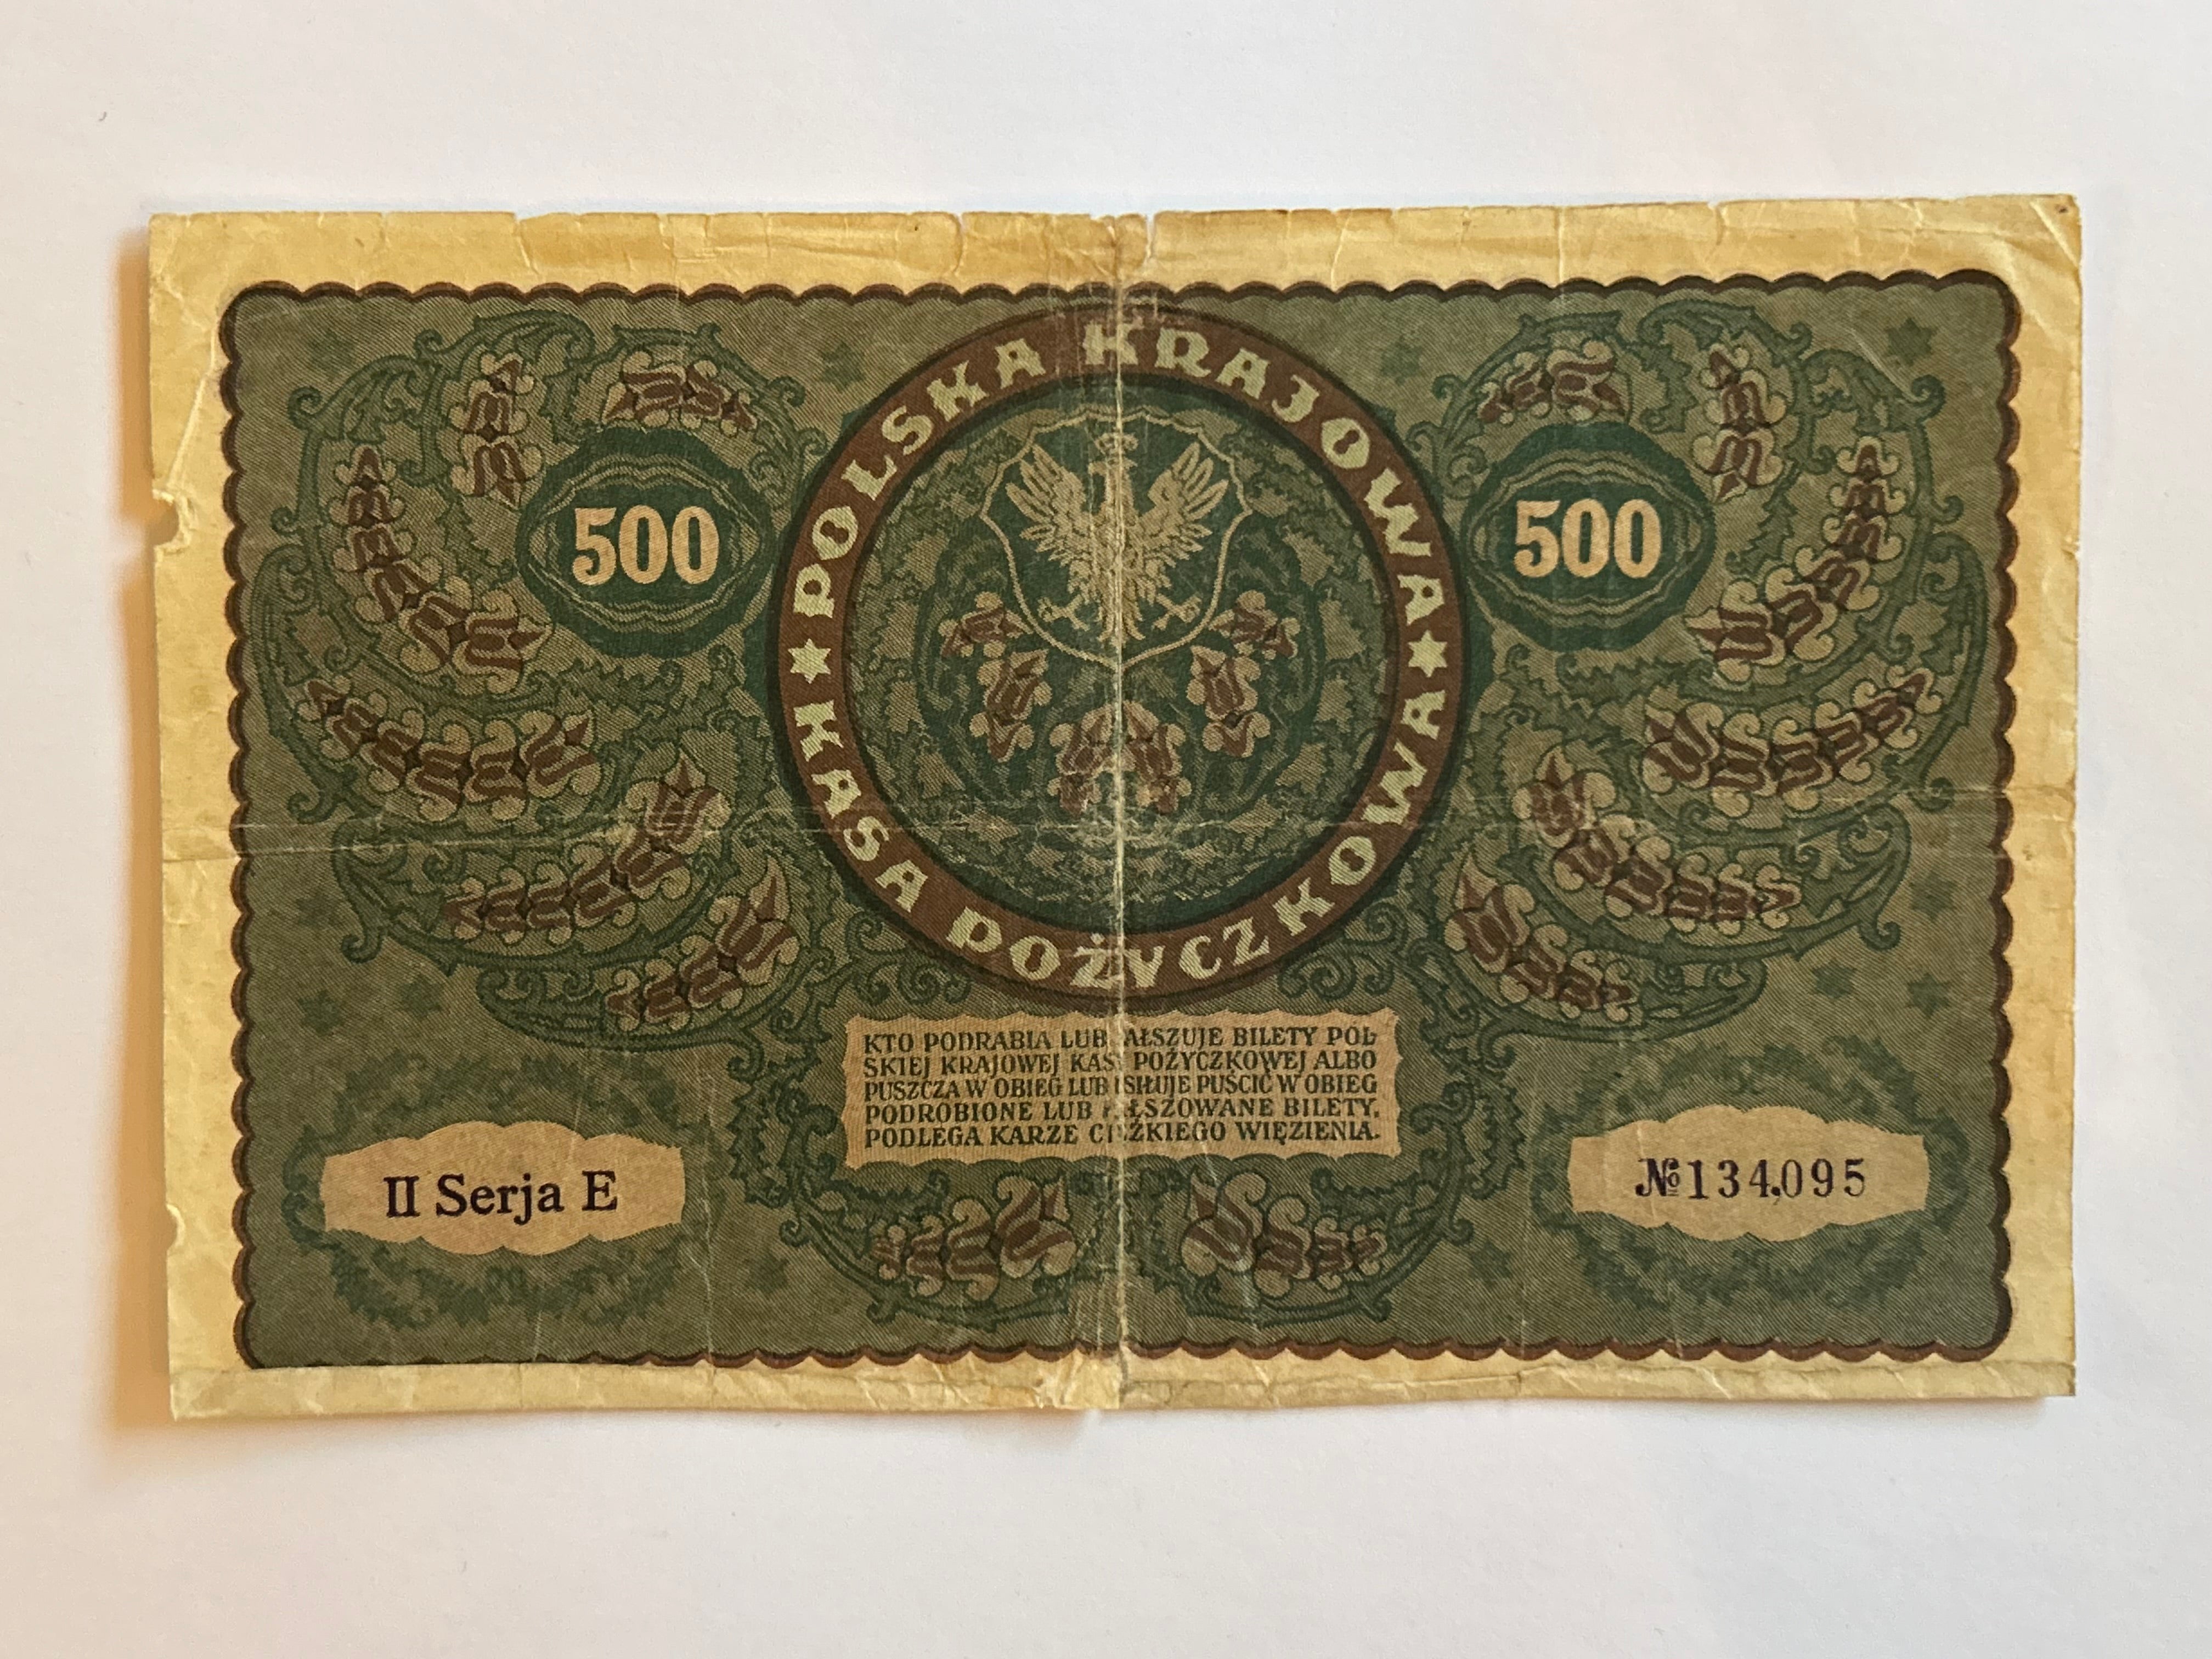 POLSKA KRAJOWA
KASA POŻYCZKOWA
500
500
KTO PODRABIA LUB FAŁSZUJE BILETY POL
SKIEJ KRAJOWEJ KASY POŻYCZKOWEJ ALBO
PUSZCZA W OBIEG LUB USIŁUJE PUŚCIĆ W OBIEG
PODROBIONE LUB FAŁSZOWANE BILETY,
PODLEGA KARZE CIĘŻKIEGO WIĘZIENIA.
II Serja E
№134,095